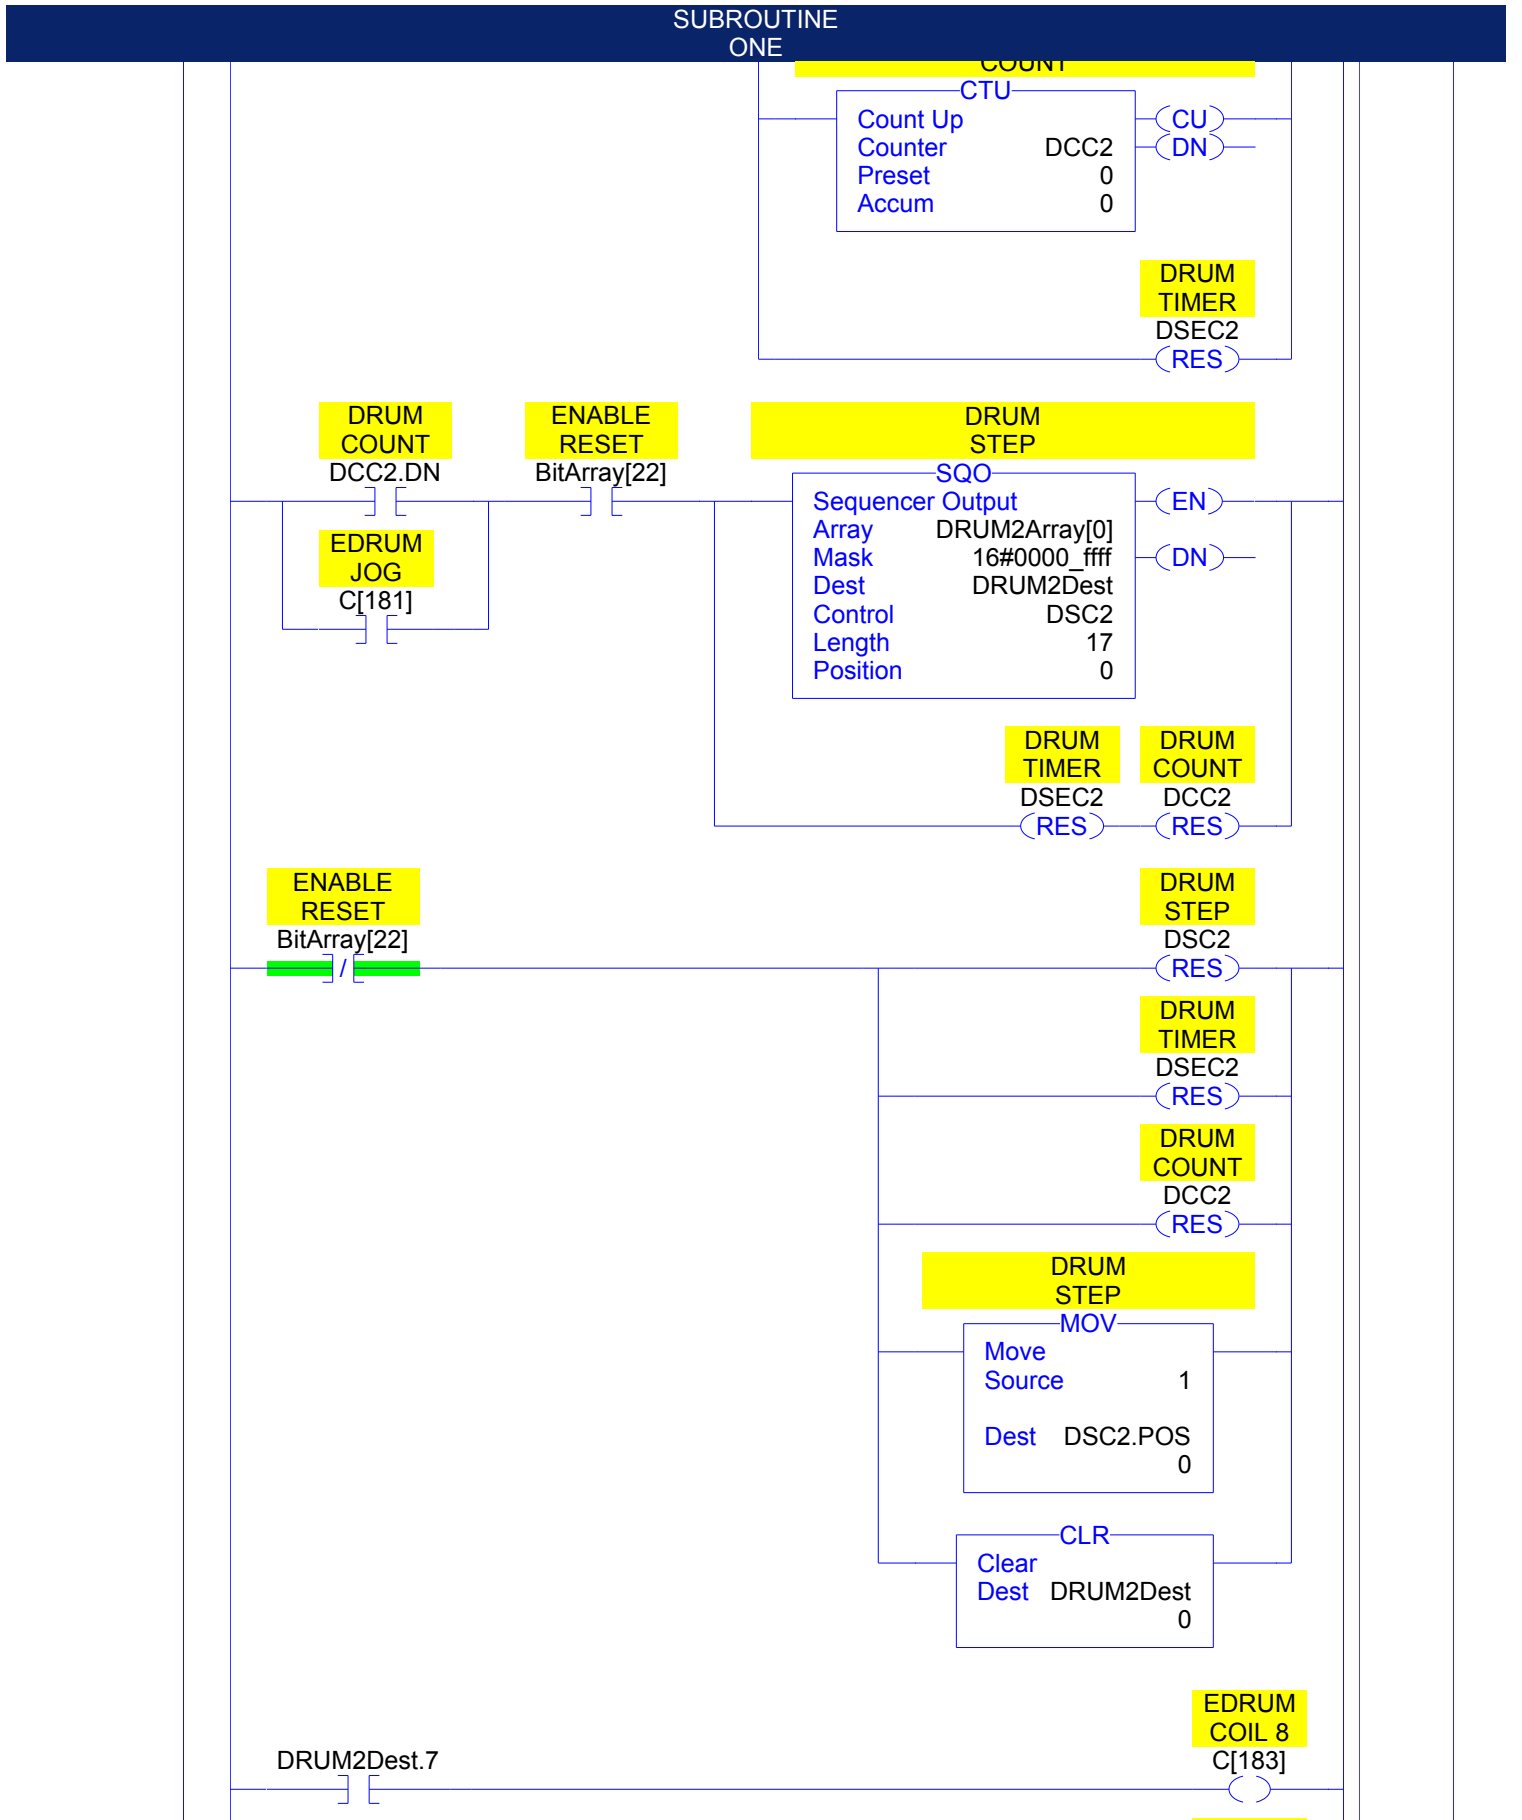 SUBROUTINE
ONE
COUNT
CTU
Count Up
CU
Counter DCC2
DN
Preset 0
Accum 0
DRUM
TIMER
DSEC2
RES
DRUM
COUNT
DCC2.DN
ENABLE
RESET
BitArray[22]
DRUM
STEP
SQO
Sequencer Output
EN
Array DRUM2Array[0]
Mask 16#0000_ffff
DN
Dest DRUM2Dest
Control DSC2
Length 17
Position 0
EDRUM
JOG
C[181]
DRUM
TIMER
DSEC2
RES
DRUM
COUNT
DCC2
RES
ENABLE
RESET
BitArray[22]
/
DRUM
STEP
DSC2
RES
DRUM
TIMER
DSEC2
RES
DRUM
COUNT
DCC2
RES
DRUM
STEP
MOV
Move
Source 1
Dest DSC2.POS
0
CLR
Clear
Dest DRUM2Dest
0
EDRUM
COIL 8
DRUM2Dest.7
C[183]